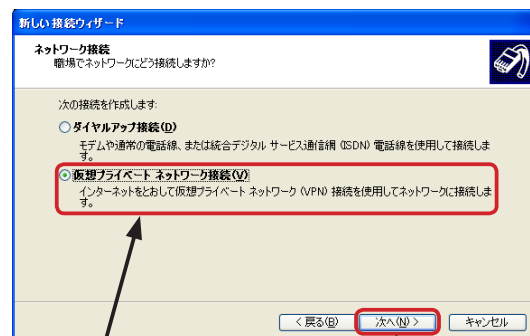 新しい接続ウィザード
ネットワーク接続
職場でネットワークにどう接続しますか?
次の接続を作成します:
ダイヤルアップ接続(D)
モデムや通常の電話線、または統合デジタル サービス通信網 (ISDN) 電話線を使用して接続しま
す。
仮想プライベート ネットワーク接続(V)
インターネットをとおして仮想プライベート ネットワーク (VPN) 接続を使用してネットワークに接続しま
す。
< 戻る(B)
次へ(N) >
キャンセル